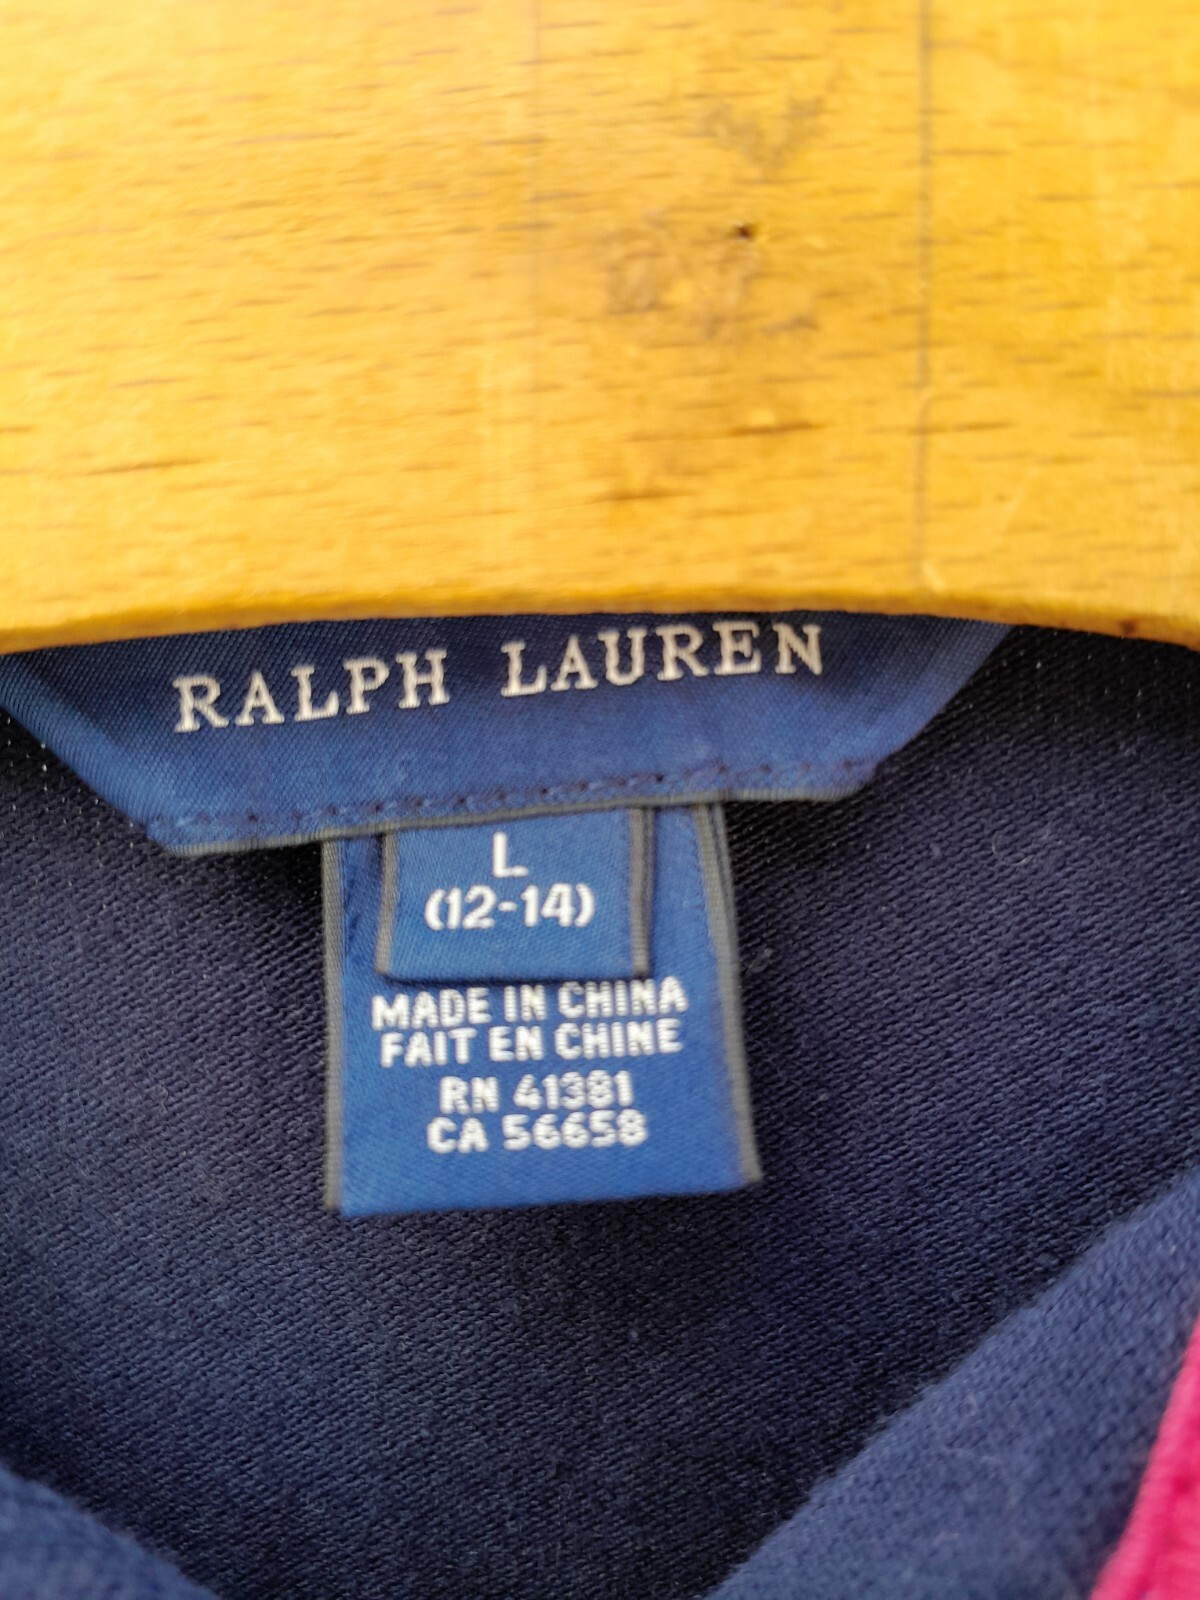 RALPH LAUREN
L
(12-14)
MADE IN CHINA
FAIT EN CHINE
RN 41381
CA 56658